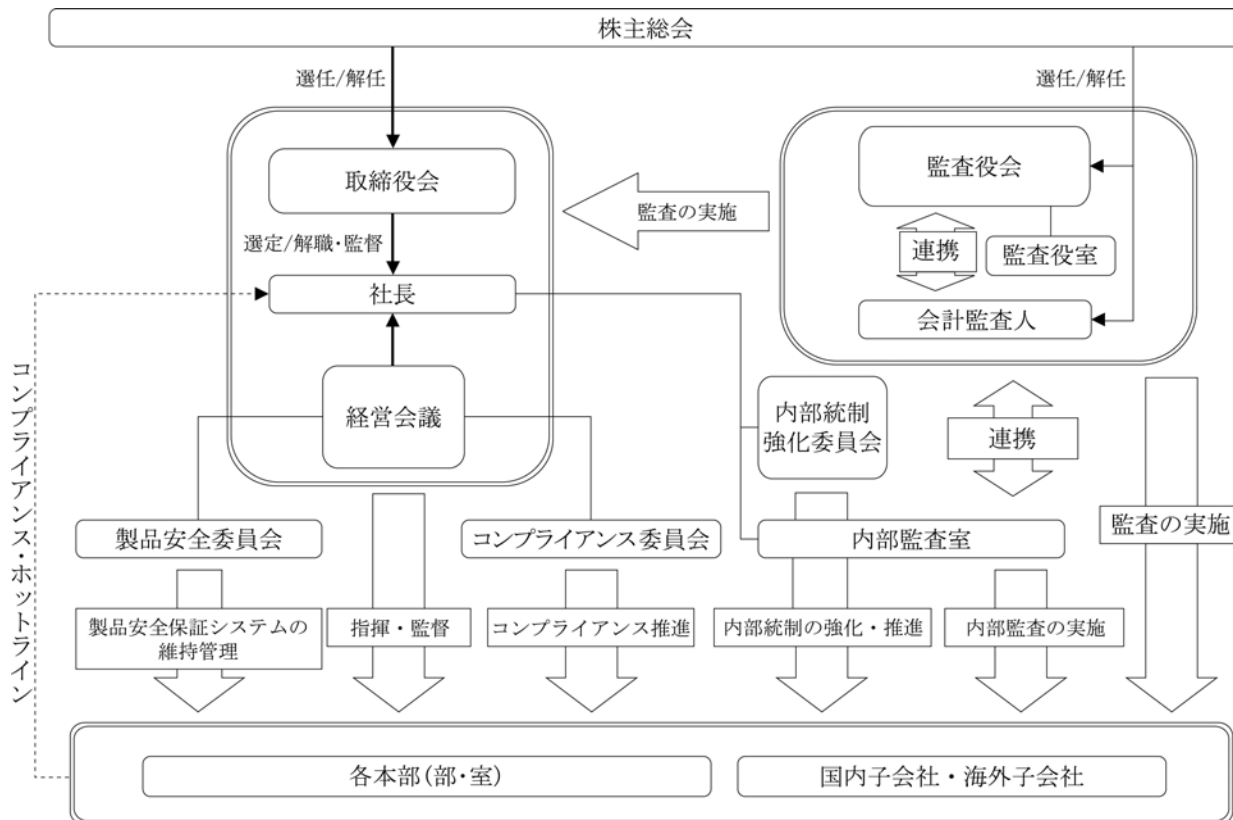 株主総会
選任/解任
選任/解任
取締役会
監査役会
監査の実施
選定/解職・監督
連携
監査役室
社長
会計監査人
コンプライアンス・ホットライン
経営会議
内部統制
強化委員会
連携
製品安全委員会
コンプライアンス委員会
内部監査室
監査の実施
製品安全保証システムの
維持管理
指揮・監督
コンプライアンス推進
内部統制の強化・推進
内部監査の実施
各本部(部・室)
国内子会社・海外子会社